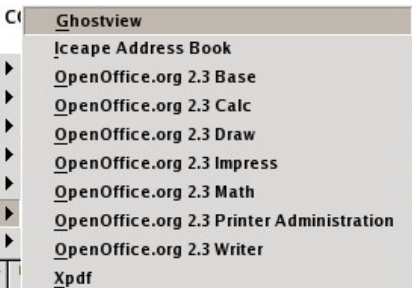 Ghostview
Iceape Address Book
OpenOffice.org 2.3 Base
OpenOffice.org 2.3 Calc
OpenOffice.org 2.3 Draw
OpenOffice.org 2.3 Impress
OpenOffice.org 2.3 Math
OpenOffice.org 2.3 Printer Administration
OpenOffice.org 2.3 Writer
Xpdf